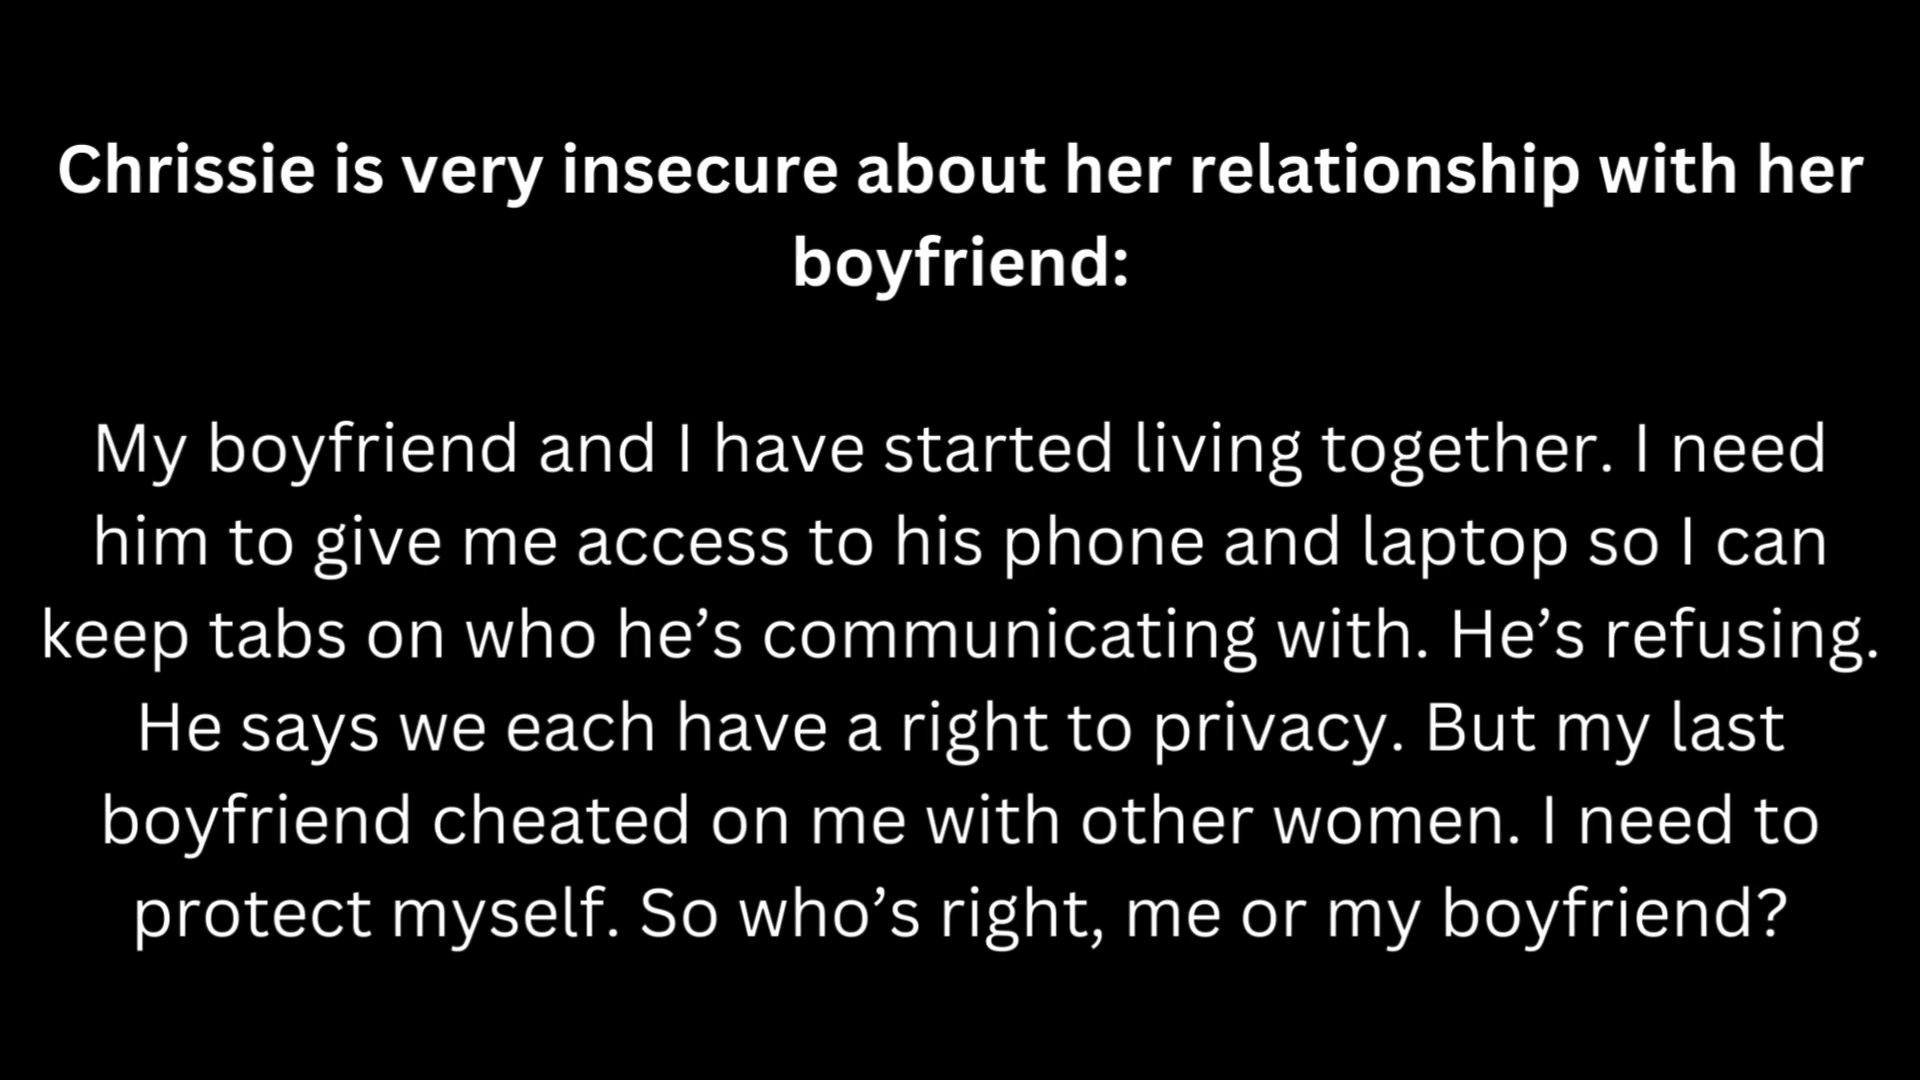 Chrissie is very insecure about her relationship with her
boyfriend:
My boyfriend and I have started living together. I need
him to give me access to his phone and laptop so I can
keep tabs on who he’s communicating with. He’s refusing.
He says we each have a right to privacy. But my last
boyfriend cheated on me with other women. I need to
protect myself. So who’s right, me or my boyfriend?